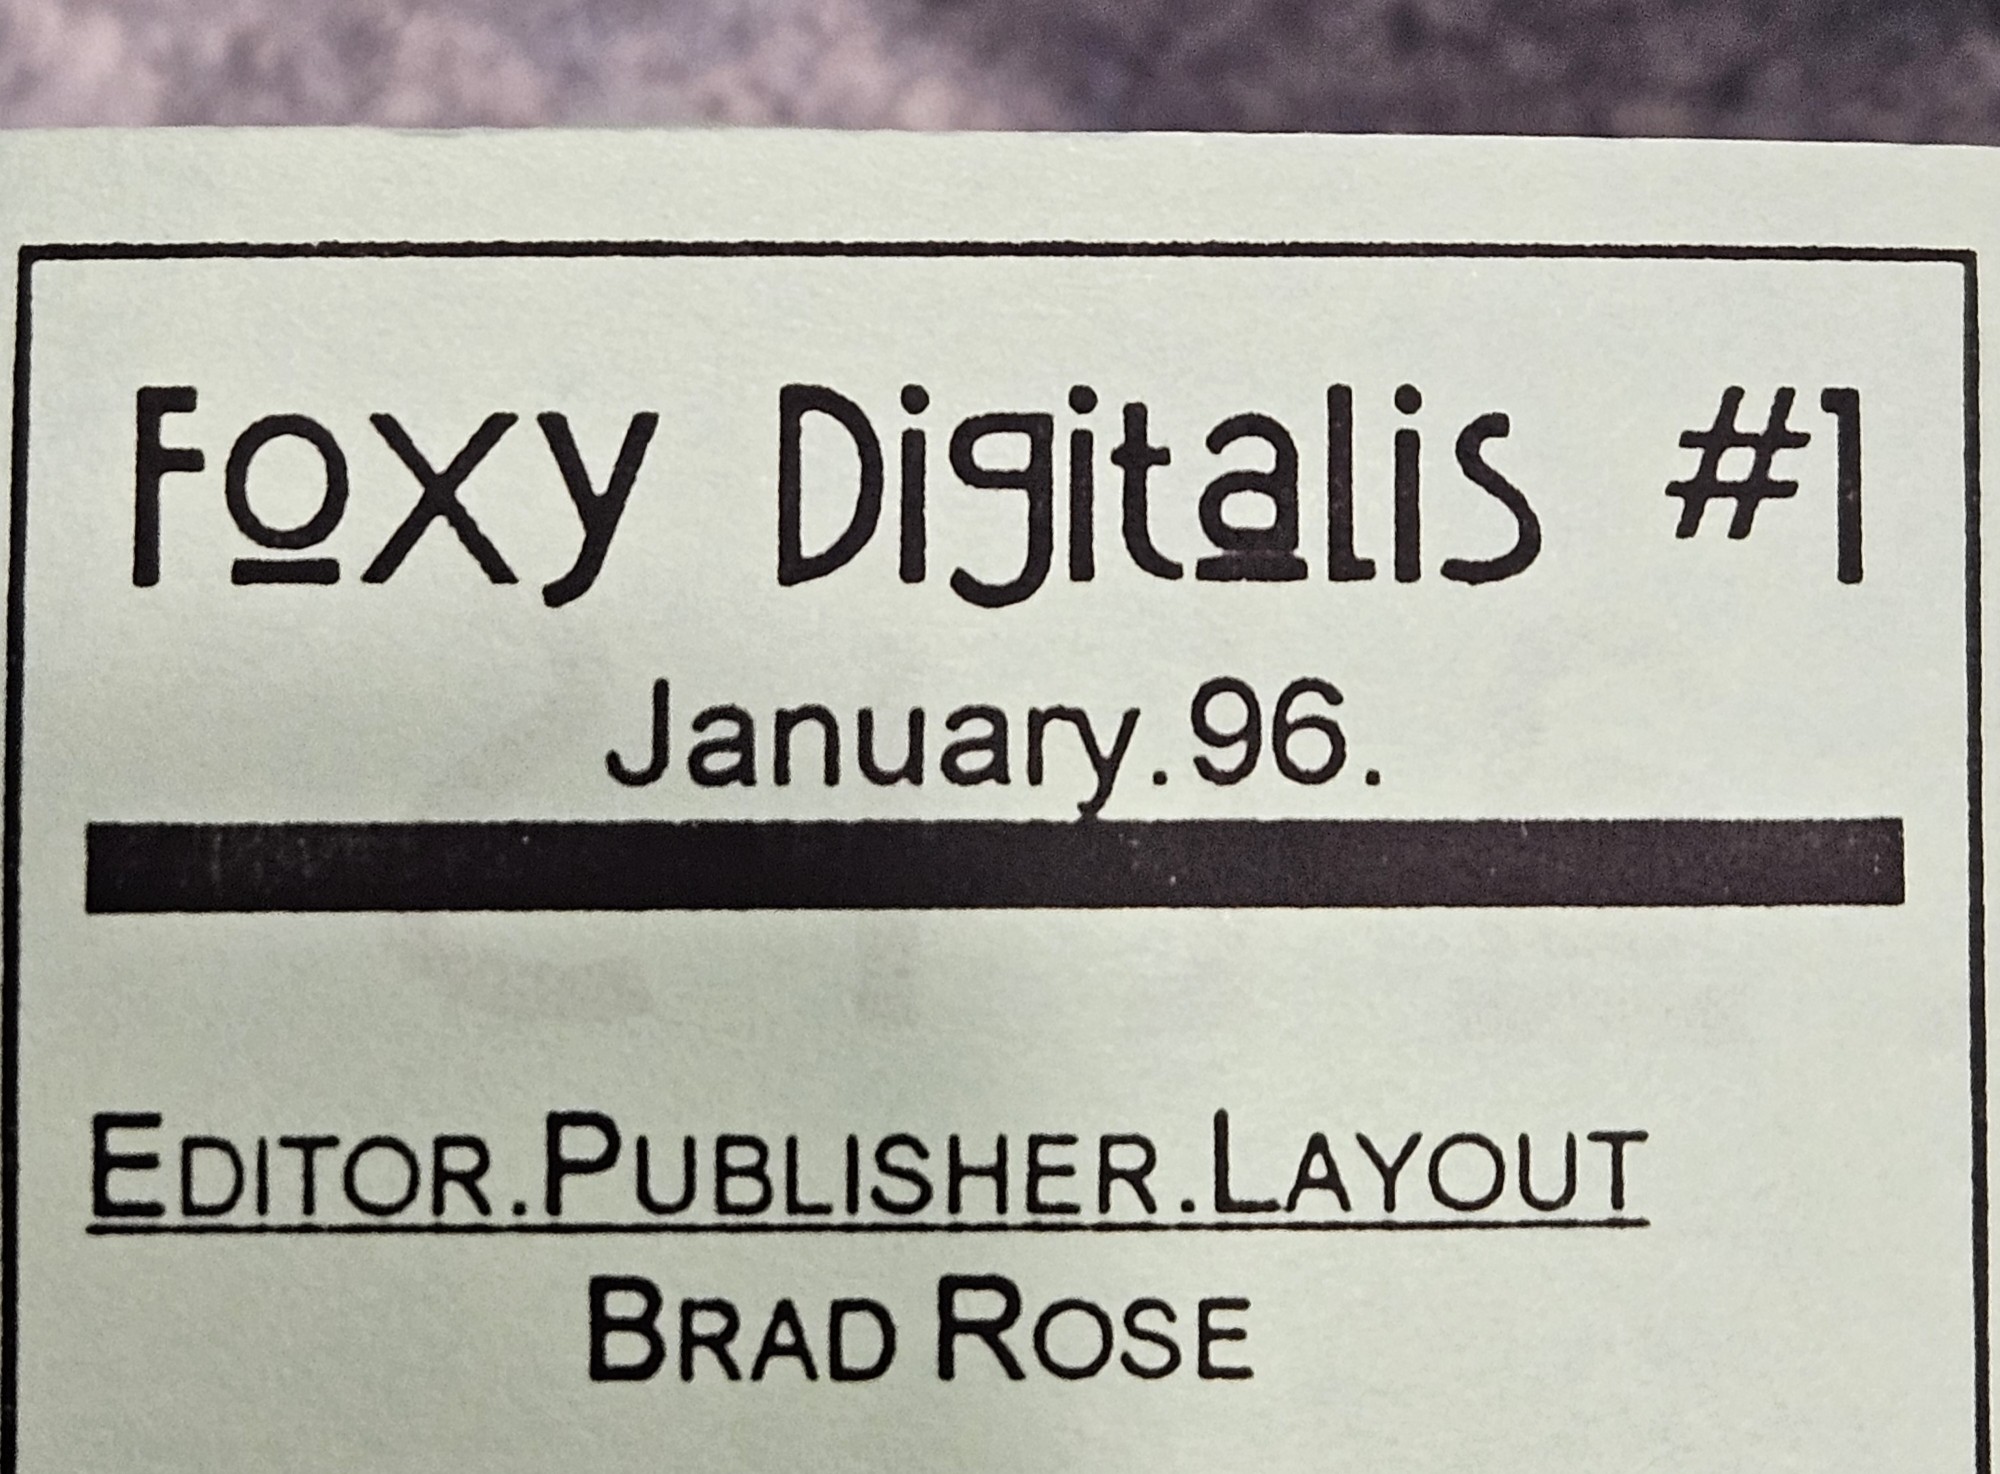 Foxy Digitalis #1
January.96.
EDITOR.PUBLISHER.LAYOUT
BRAD ROSE